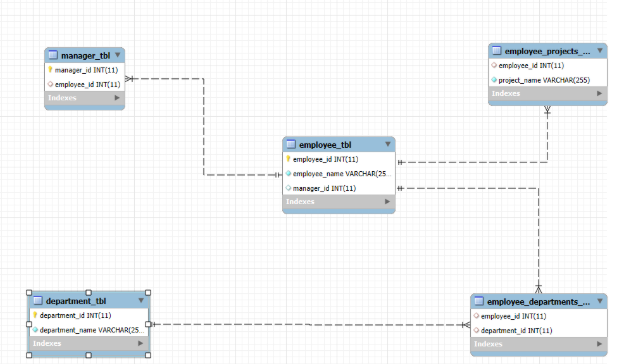 manager_tbl
manager_id INT(11)
employee_id INT(11)
Indexes
employee_projects_...
employee_id INT(11)
project_name VARCHAR(255)
Indexes
employee_tbl
employee_id INT(11)
employee_name VARCHAR(25...
manager_id INT(11)
Indexes
department_tbl
department_id INT(11)
department_name VARCHAR(25...
Indexes
employee_departments_...
employee_id INT(11)
department_id INT(11)
Indexes